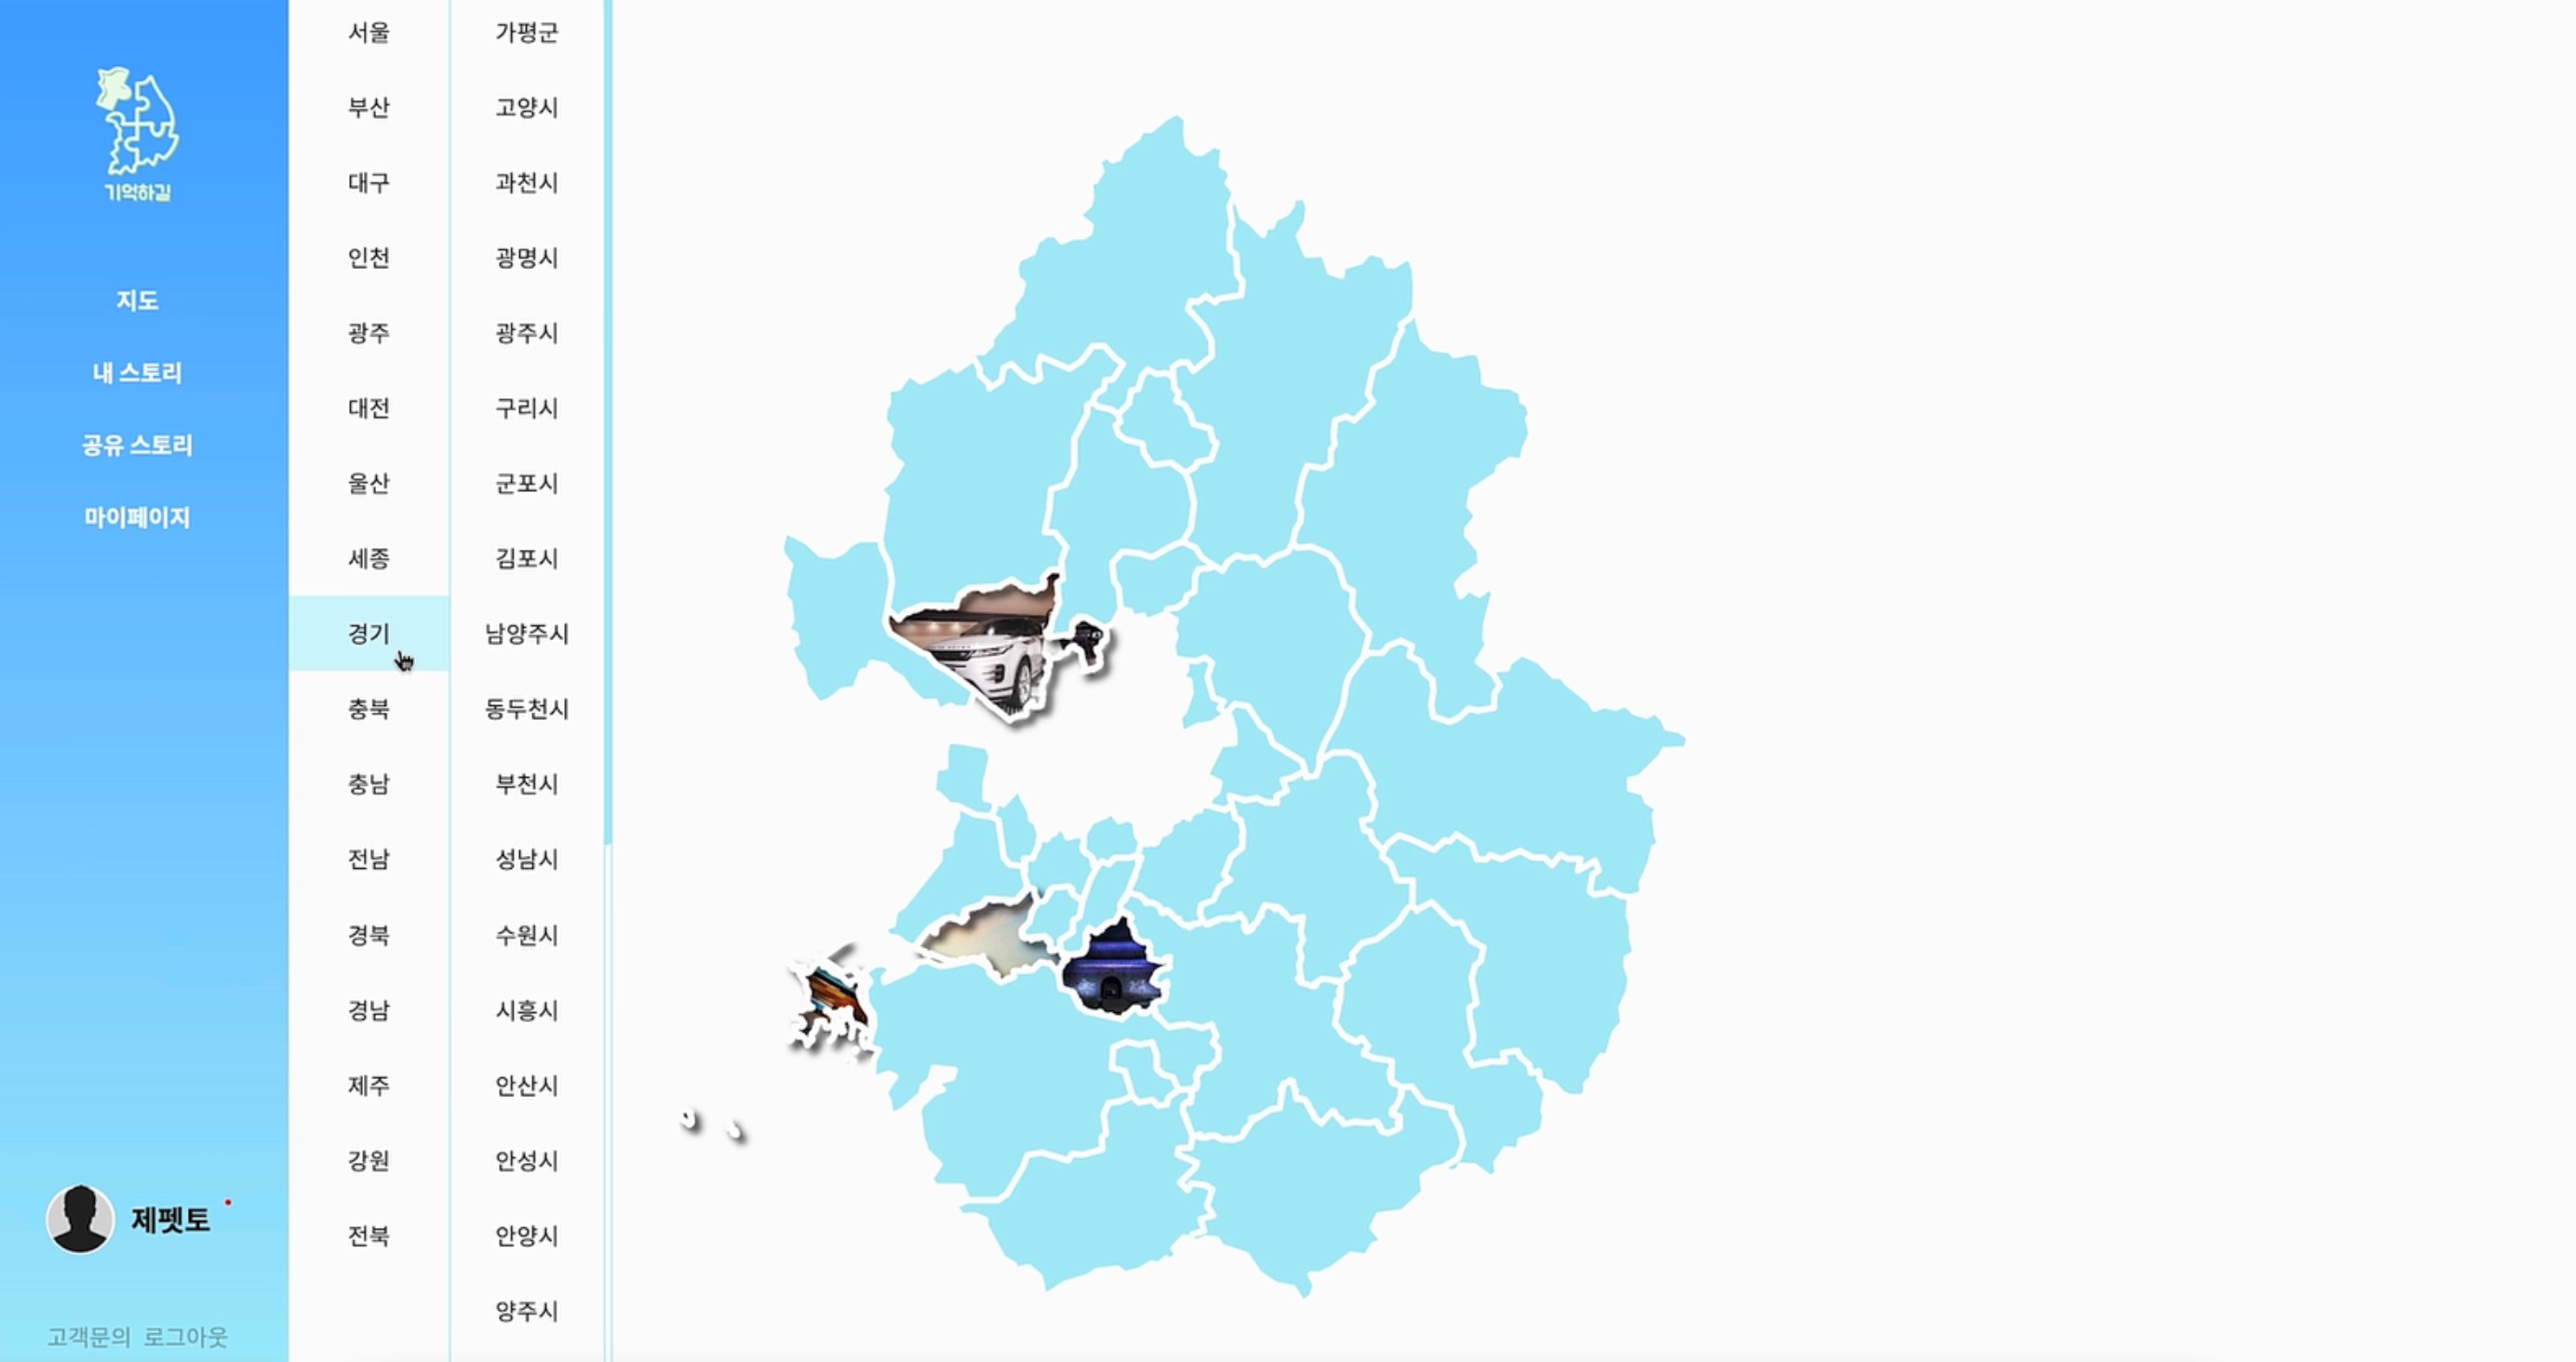 기억하길
지도
내 스토리
공유 스토리
마이페이지
제펫토
고객문의 로그아웃
서울
부산
대구
인천
광주
대전
울산
세종
경기
충북
충남
전남
경북
경남
제주
강원
전북
가평군
고양시
과천시
광명시
광주시
구리시
군포시
김포시
남양주시
동두천시
부천시
성남시
수원시
시흥시
안산시
안성시
안양시
양주시